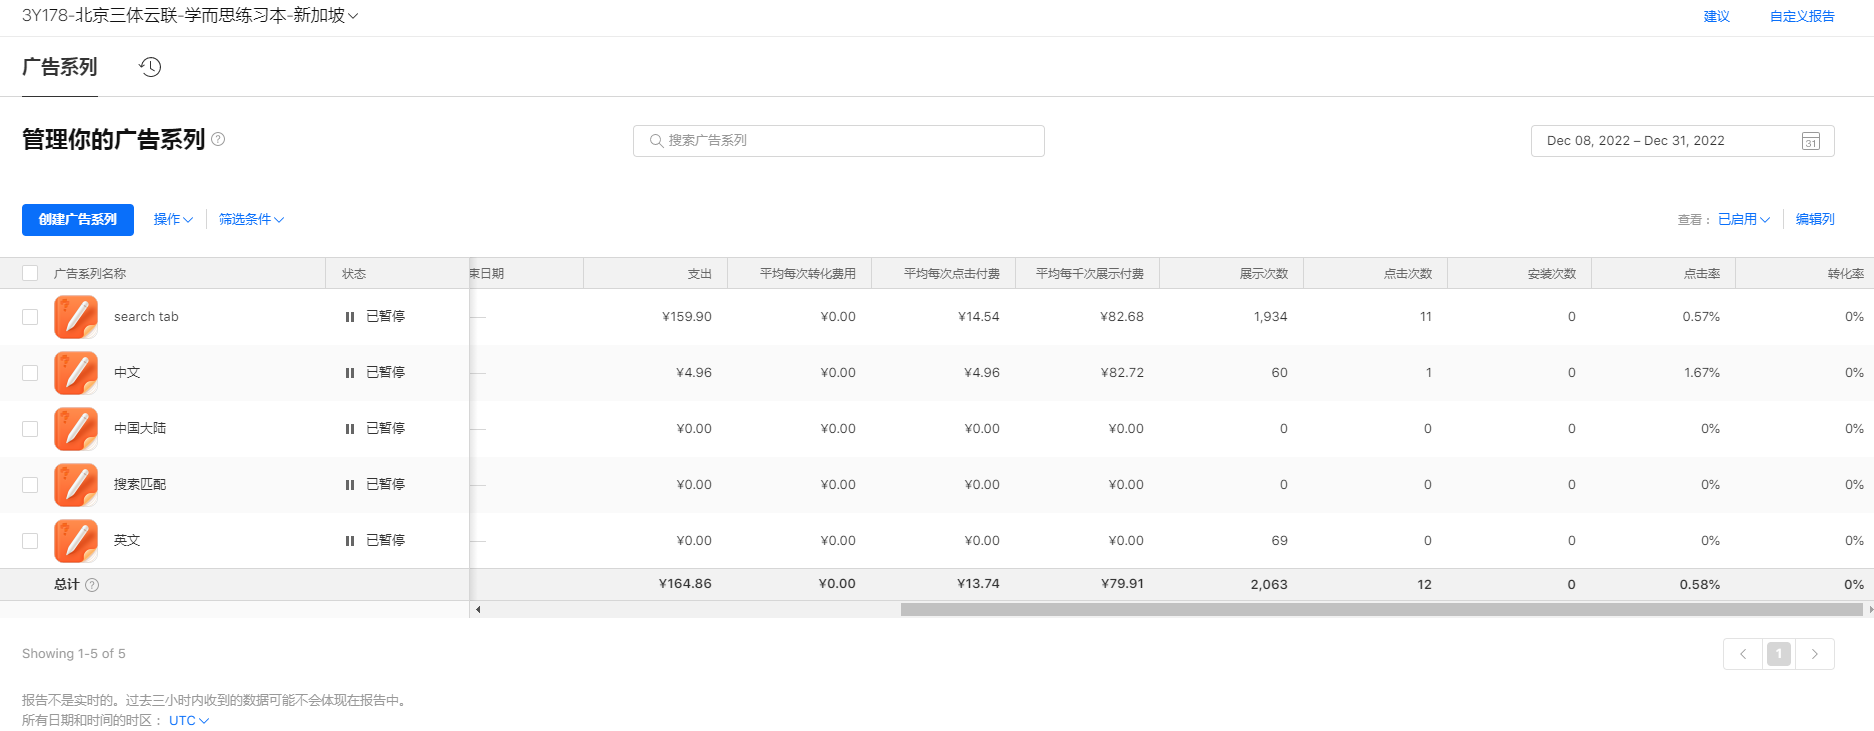 3Y178-北京三体云联-学而思练习本-新加坡
建议 自定义报告
广告系列
管理你的广告系列 ?
搜索广告系列
Dec 08, 2022 – Dec 31, 2022 31
创建广告系列 操作 筛选条件 查看： 已启用 编辑列
广告系列名称 状态 束日期 支出 平均每次转化费用 平均每次点击付费 平均每千次展示付费 展示次数 点击次数 安装次数 点击率 转化率
search tab 已暂停 — ¥159.90 ¥0.00 ¥14.54 ¥82.68 1,934 11 0 0.57% 0%
中文 已暂停 — ¥4.96 ¥0.00 ¥4.96 ¥82.72 60 1 0 1.67% 0%
中国大陆 已暂停 — ¥0.00 ¥0.00 ¥0.00 ¥0.00 0 0 0 0% 0%
搜索匹配 已暂停 — ¥0.00 ¥0.00 ¥0.00 ¥0.00 0 0 0 0% 0%
英文 已暂停 — ¥0.00 ¥0.00 ¥0.00 ¥0.00 69 0 0 0% 0%
总计 ? ¥164.86 ¥0.00 ¥13.74 ¥79.91 2,063 12 0 0.58% 0%
Showing 1-5 of 5
1
报告不是实时的。过去三小时内收到的数据可能不会体现在报告中。
所有日期和时间的时区： UTC